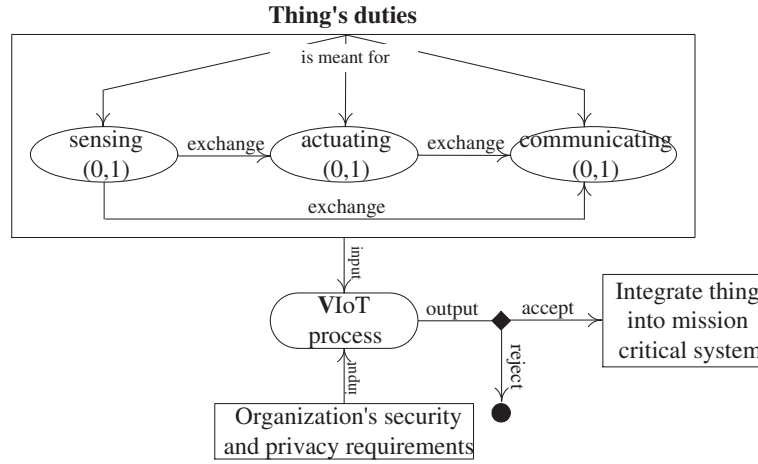 Thing's duties
is meant for
sensing
(0,1)
exchange
actuating
(0,1)
exchange
communicating
(0,1)
exchange
input
VIoT
process
output
accept
reject
Integrate thing
into mission
critical system
input
Organization's security
and privacy requirements